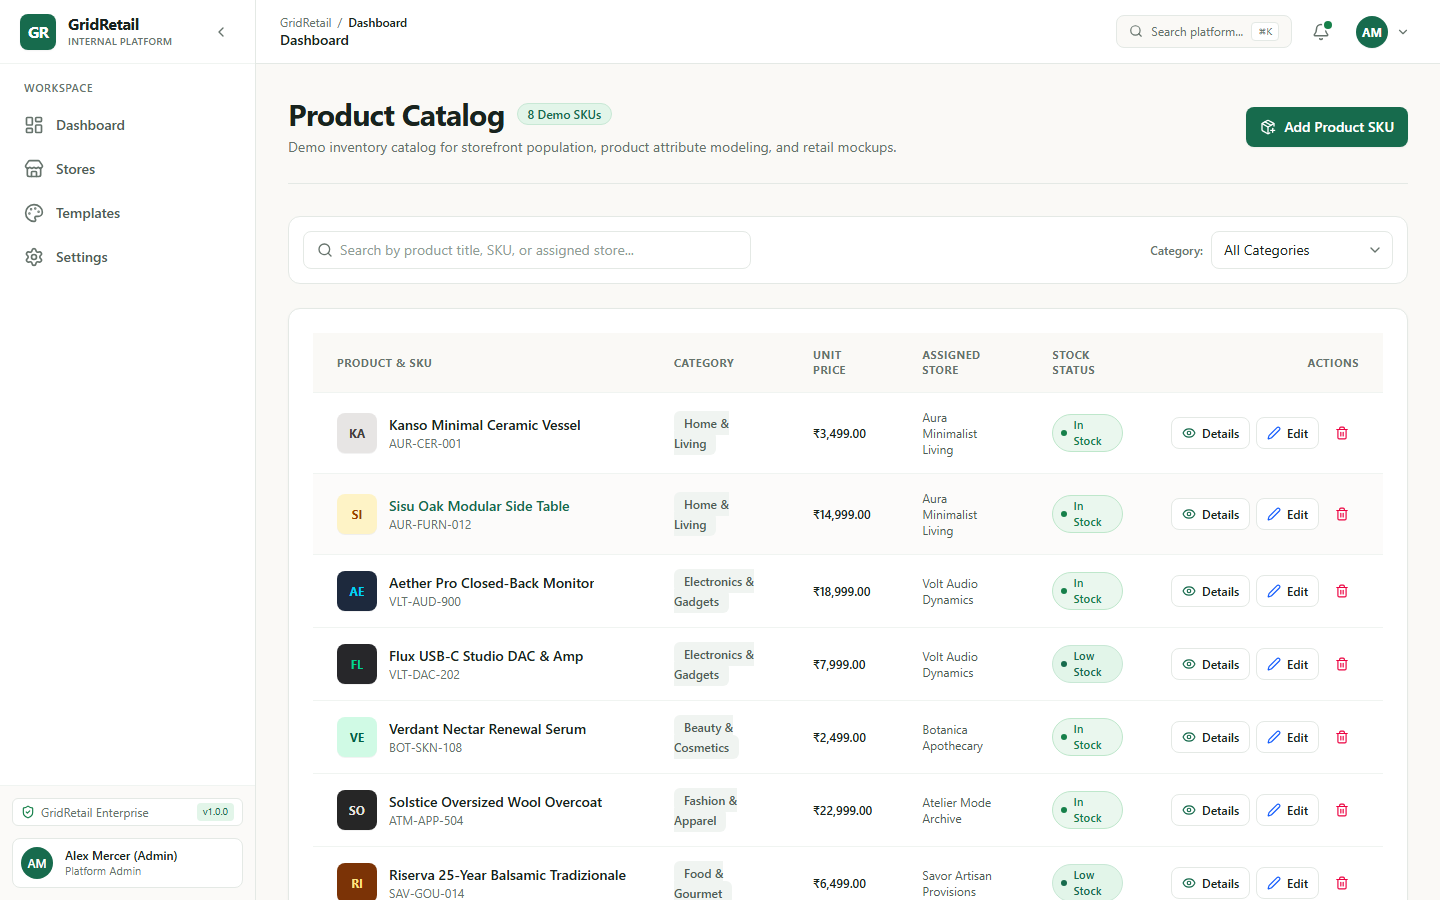 GR
GridRetail
INTERNAL PLATFORM
WORKSPACE
Dashboard
Stores
Templates
Settings
GridRetail Enterprise v1.0.0
AM
Alex Mercer (Admin)
Platform Admin
GridRetail / Dashboard
Dashboard
Search platform... ⌘K
AM
Product Catalog
8 Demo SKUs
Demo inventory catalog for storefront population, product attribute modeling, and retail mockups.
Add Product SKU
Search by product title, SKU, or assigned store...
Category: All Categories
PRODUCT & SKU
CATEGORY
UNIT
PRICE
ASSIGNED
STORE
STOCK
STATUS
ACTIONS
KA
Kanso Minimal Ceramic Vessel
AUR-CER-001
Home &
Living
₹3,499.00
Aura
Minimalist
Living
In
Stock
Details
Edit
SI
Sisu Oak Modular Side Table
AUR-FURN-012
Home &
Living
₹14,999.00
Aura
Minimalist
Living
In
Stock
Details
Edit
AE
Aether Pro Closed-Back Monitor
VLT-AUD-900
Electronics &
Gadgets
₹18,999.00
Volt Audio
Dynamics
In
Stock
Details
Edit
FL
Flux USB-C Studio DAC & Amp
VLT-DAC-202
Electronics &
Gadgets
₹7,999.00
Volt Audio
Dynamics
Low
Stock
Details
Edit
VE
Verdant Nectar Renewal Serum
BOT-SKN-108
Beauty &
Cosmetics
₹2,499.00
Botanica
Apothecary
In
Stock
Details
Edit
SO
Solstice Oversized Wool Overcoat
ATM-APP-504
Fashion &
Apparel
₹22,999.00
Atelier Mode
Archive
In
Stock
Details
Edit
RI
Riserva 25-Year Balsamic Tradizionale
SAV-GOU-014
Food &
Gourmet
₹6,499.00
Savor Artisan
Provisions
Low
Stock
Details
Edit